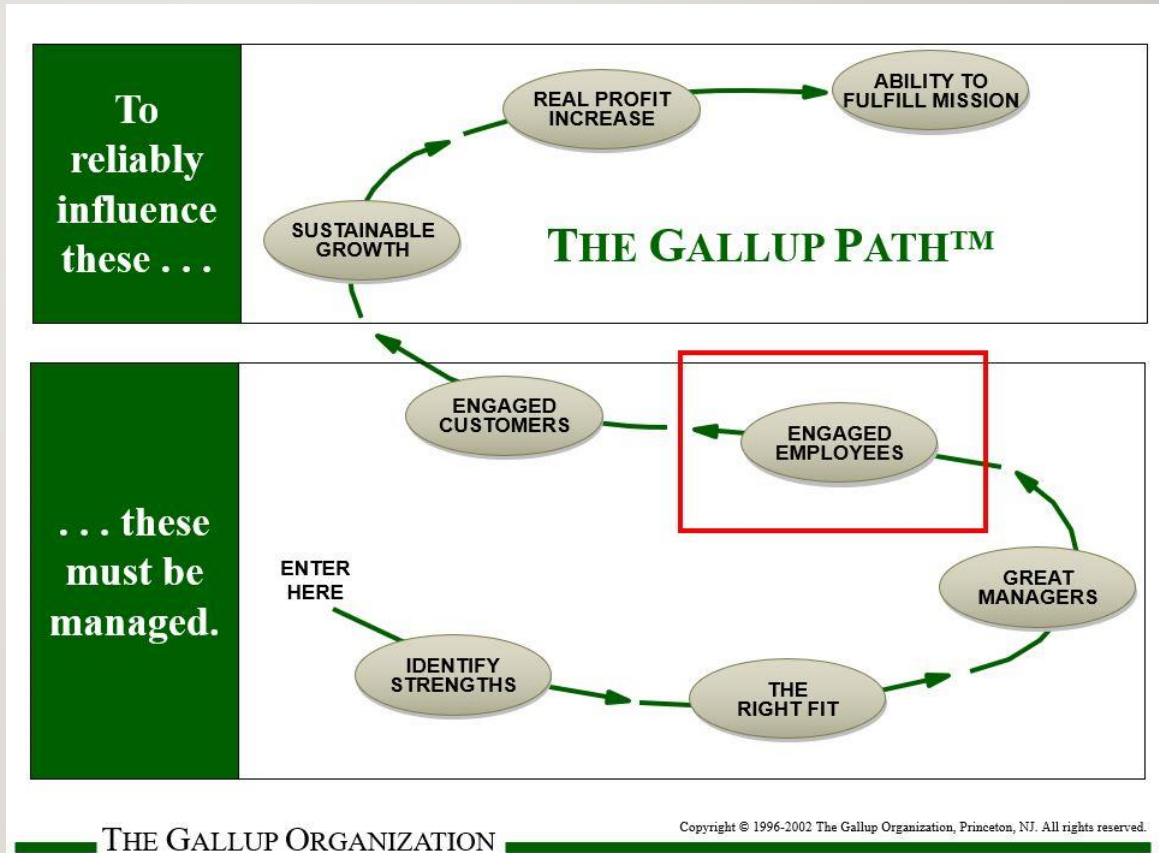 To
reliably
influence
these . . .
REAL PROFIT
INCREASE
ABILITY TO
FULFILL MISSION
SUSTAINABLE
GROWTH
THE GALLUP PATH™
. . . these
must be
managed.
ENGAGED
CUSTOMERS
ENGAGED
EMPLOYEES
GREAT
MANAGERS
ENTER
HERE
IDENTIFY
STRENGTHS
THE
RIGHT FIT
THE GALLUP ORGANIZATION
Copyright © 1996-2002 The Gallup Organization, Princeton, NJ. All rights reserved.